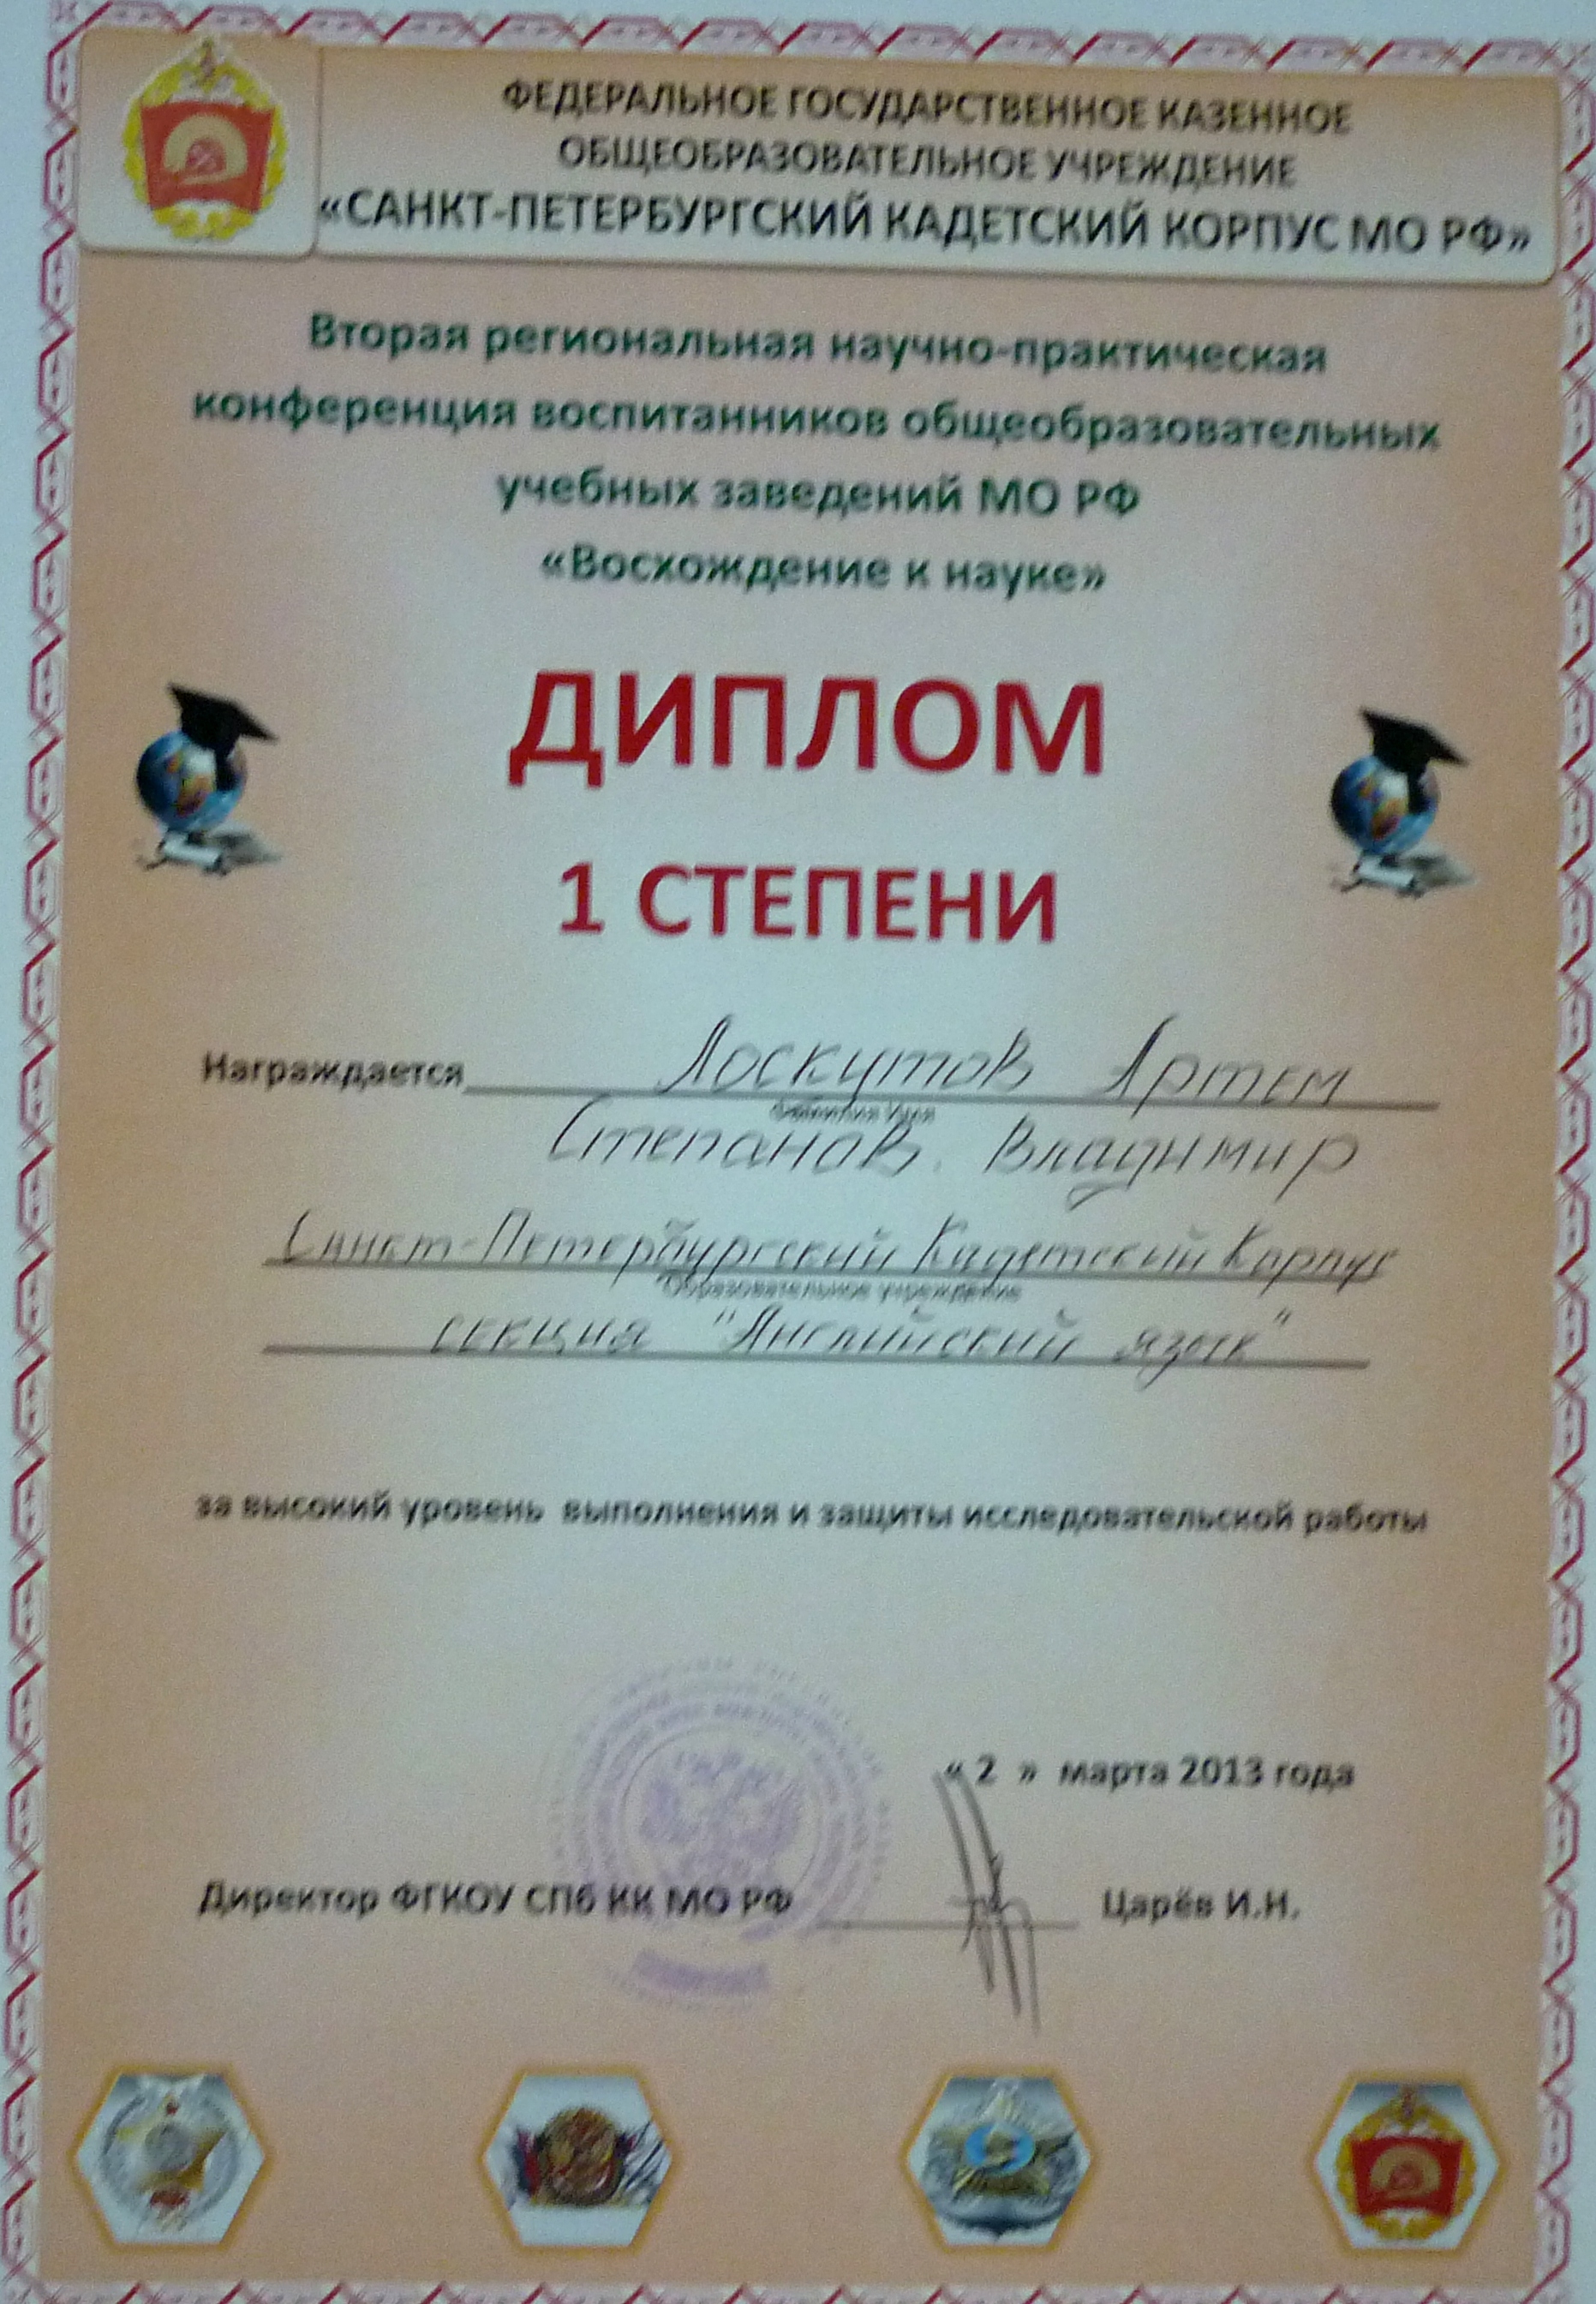 ФЕДЕРАЛЬНОЕ ГОСУДАРСТВЕННОЕ КАЗЕННОЕ
ОБЩЕОБРАЗОВАТЕЛЬНОЕ УЧРЕЖДЕНИЕ
«САНКТ-ПЕТЕРБУРГСКИЙ КАДЕТСКИЙ КОРПУС МО РФ»
Вторая региональная научно-практическая
конференция воспитанников общеобразовательных
учебных заведений МО РФ
«Восхождение к науке»
ДИПЛОМ
1 СТЕПЕНИ
Награждается Лоскутов Артем
Фамилия Имя
Степанов. Владимир
Санкт-Петербургский Кадетский Корпус
Образовательное учреждение
секция "Английский язык"
за высокий уровень выполнения и защиты исследовательской работы
« 2 » марта 2013 года
Директор ФГКОУ СПб КК МО РФ Царёв И.Н.